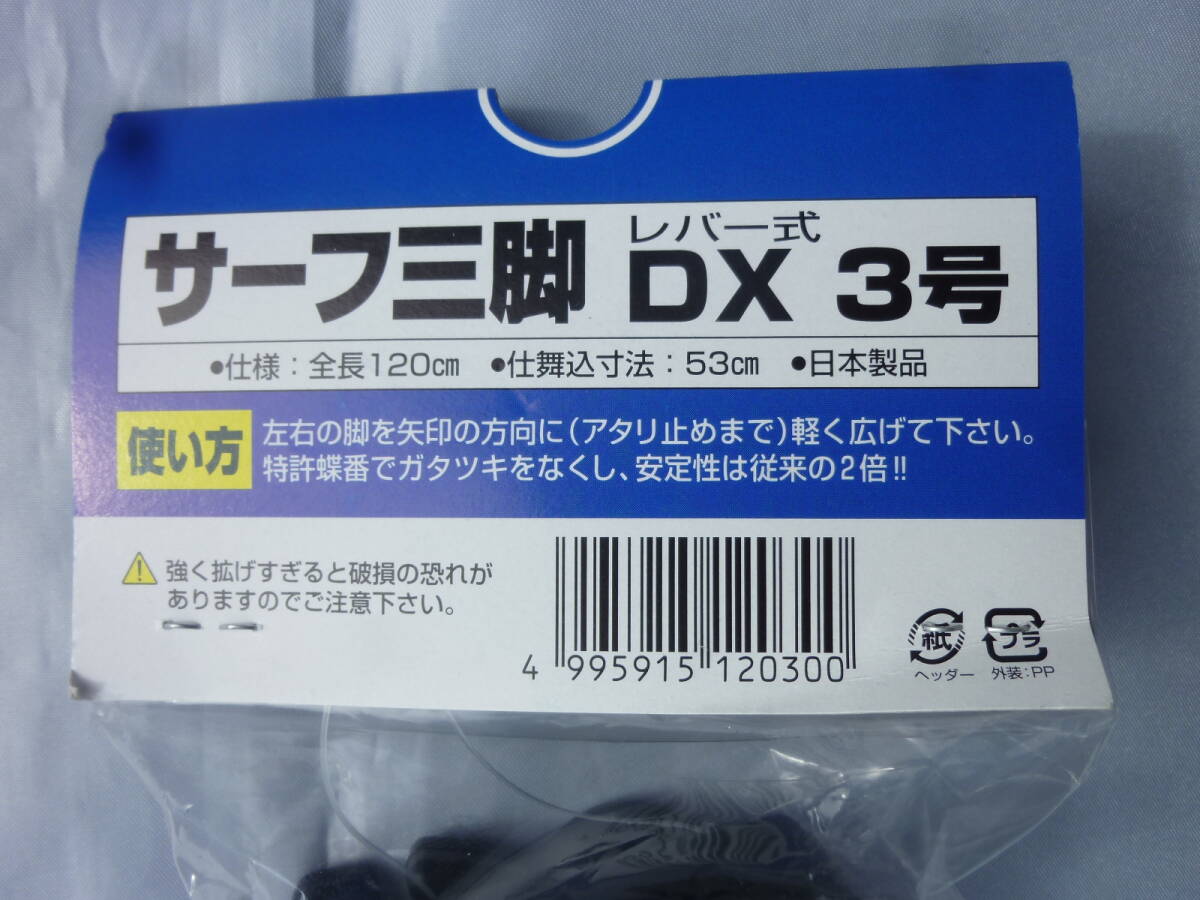 サーフ三脚 レバー式 DX 3号
●仕様：全長120㎝ ●仕舞込寸法：53㎝ ●日本製品
使い方
左右の脚を矢印の方向に(アタリ止めまで)軽く広げて下さい。
特許蝶番でガタツキをなくし、安定性は従来の2倍!!
強く拡げすぎると破損の恐れが
ありますのでご注意下さい。
4 995915 120300
紙
ヘッダー
プラ
外装：PP